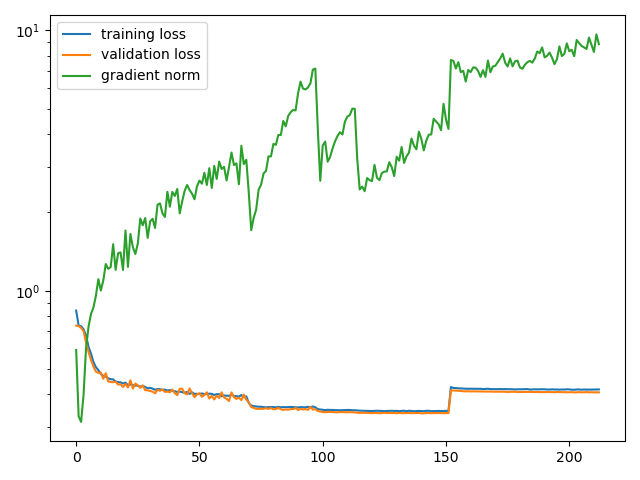 training loss
validation loss
gradient norm
10¹
10⁰
0 50 100 150 200